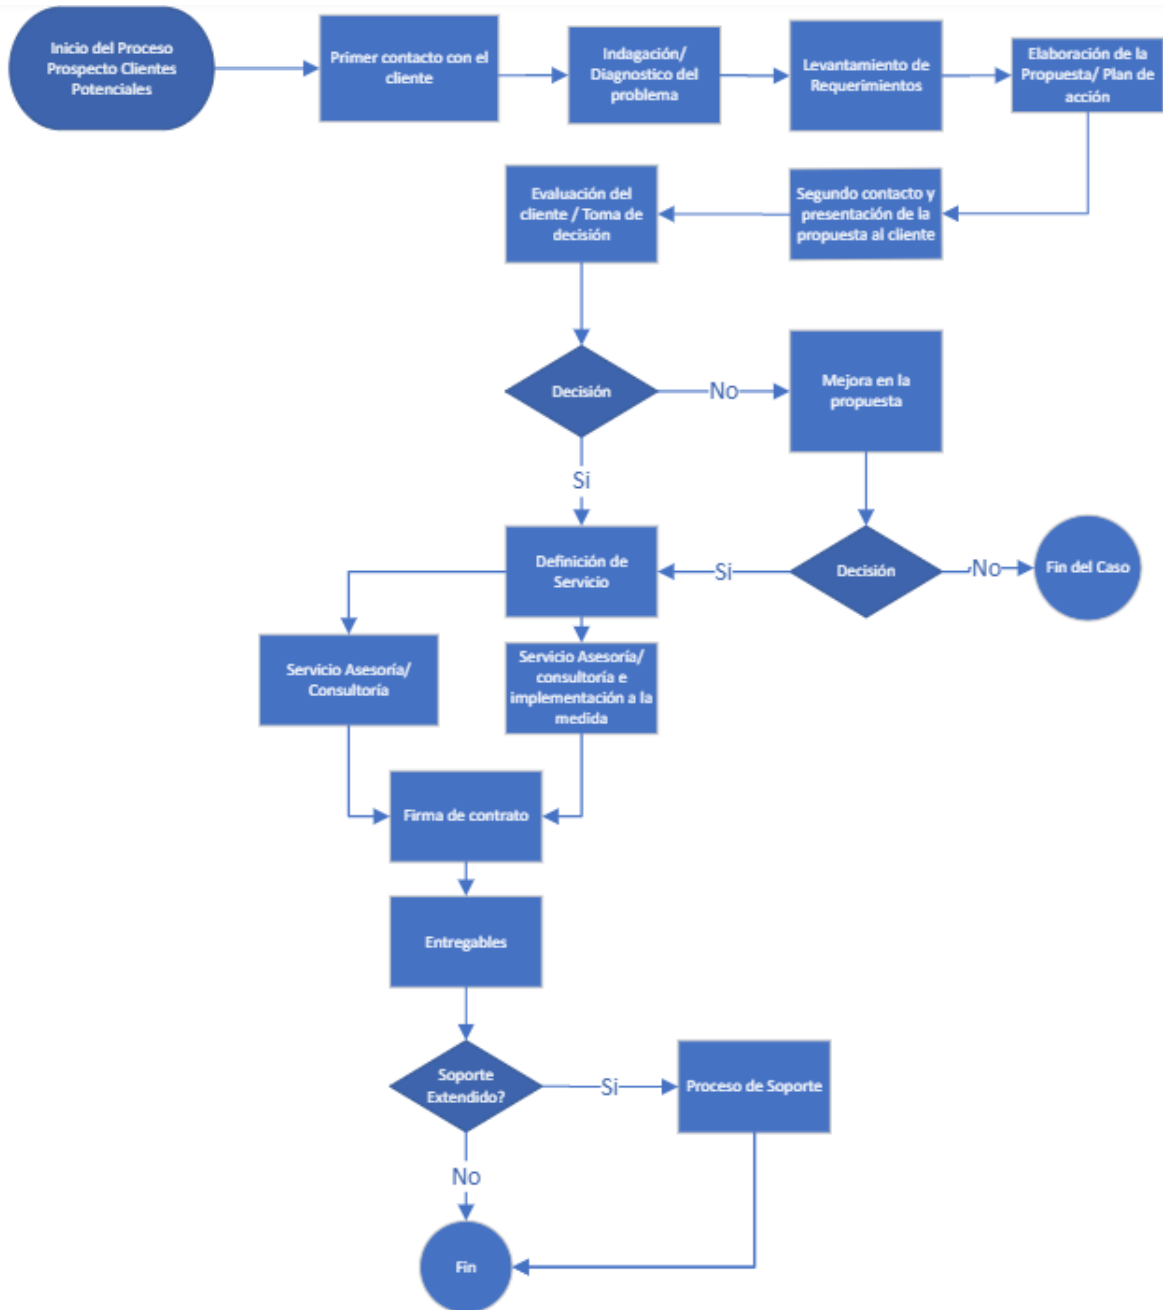 Inicio del Proceso
Prospecto Clientes
Potenciales
Primer contacto con el
cliente
Indagación/
Diagnostico del
problema
Levantamiento de
Requerimientos
Elaboración de la
Propuesta/ Plan de
acción
Evaluación del
cliente / Toma de
decisión
Segundo contacto y
presentación de la
propuesta al cliente
Decisión
No
Mejora en la
propuesta
Si
Definición de
Servicio
Si
Decisión
No
Fin del Caso
Servicio Asesoría/
Consultoría
Servicio Asesoría/
consultoría e
implementación a la
medida
Firma de contrato
Entregables
Soporte
Extendido?
Si
Proceso de Soporte
No
Fin